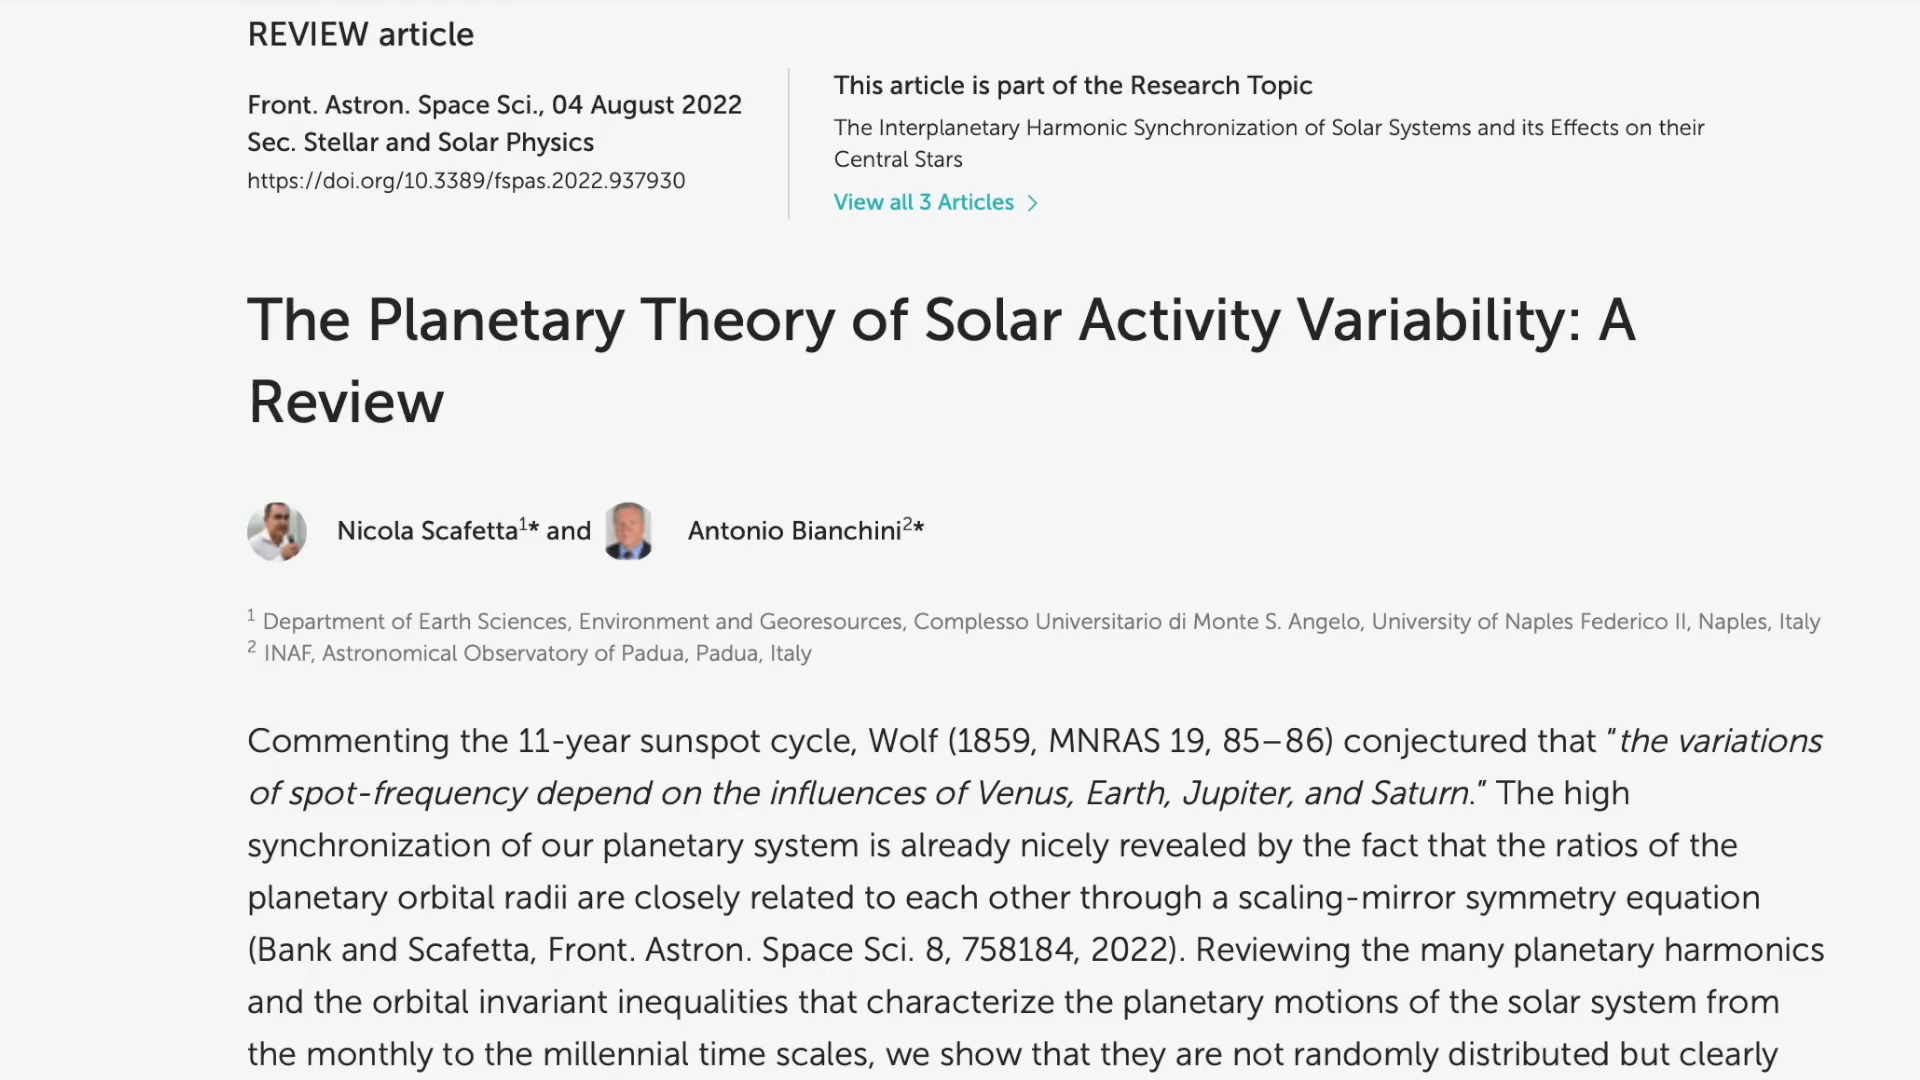 REVIEW article
Front. Astron. Space Sci., 04 August 2022
Sec. Stellar and Solar Physics
https://doi.org/10.3389/fspas.2022.937930
This article is part of the Research Topic
The Interplanetary Harmonic Synchronization of Solar Systems and its Effects on their
Central Stars
View all 3 Articles >
The Planetary Theory of Solar Activity Variability: A
Review
Nicola Scafetta1* and Antonio Bianchini2*
1 Department of Earth Sciences, Environment and Georesources, Complesso Universitario di Monte S. Angelo, University of Naples Federico II, Naples, Italy
2 INAF, Astronomical Observatory of Padua, Padua, Italy
Commenting the 11-year sunspot cycle, Wolf (1859, MNRAS 19, 85–86) conjectured that "the variations
of spot-frequency depend on the influences of Venus, Earth, Jupiter, and Saturn." The high
synchronization of our planetary system is already nicely revealed by the fact that the ratios of the
planetary orbital radii are closely related to each other through a scaling-mirror symmetry equation
(Bank and Scafetta, Front. Astron. Space Sci. 8, 758184, 2022). Reviewing the many planetary harmonics
and the orbital invariant inequalities that characterize the planetary motions of the solar system from
the monthly to the millennial time scales, we show that they are not randomly distributed but clearly